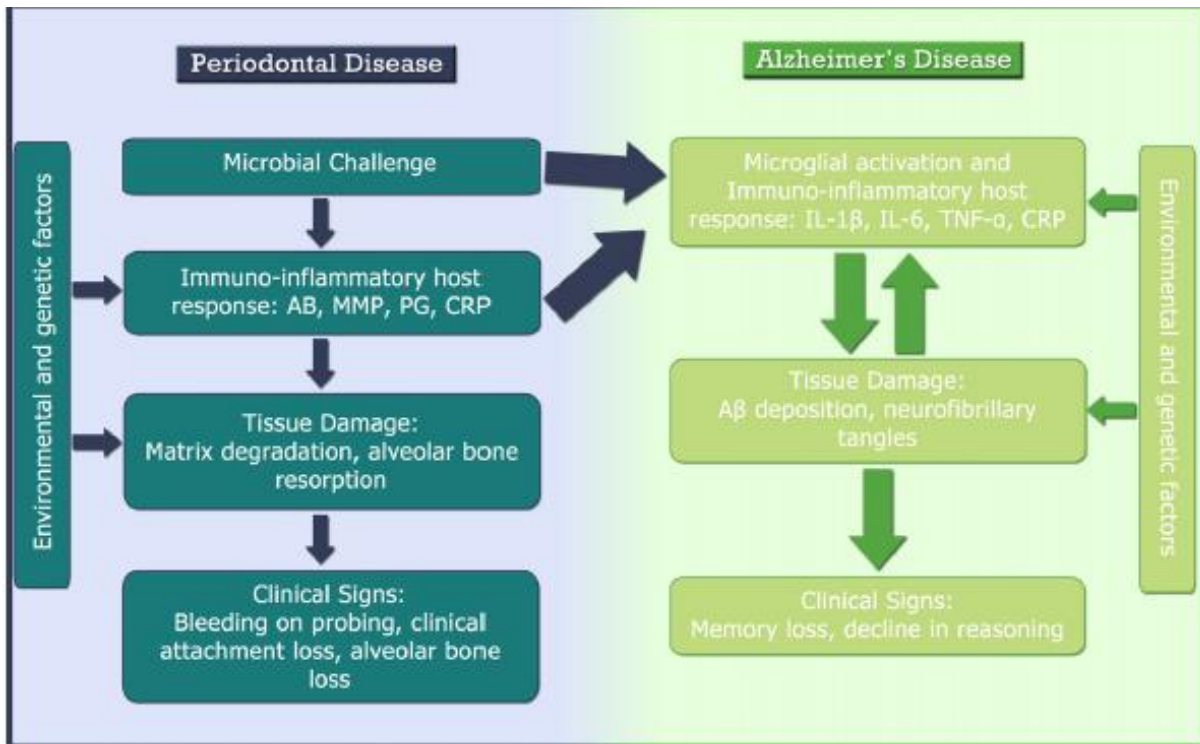 Periodontal Disease
Environmental and genetic factors
Microbial Challenge
Immuno-inflammatory host
response: AB, MMP, PG, CRP
Tissue Damage:
Matrix degradation, alveolar bone
resorption
Clinical Signs:
Bleeding on probing, clinical
attachment loss, alveolar bone
loss
Alzheimer's Disease
Microglial activation and
Immuno-inflammatory host
response: IL-1β, IL-6, TNF-α, CRP
Tissue Damage:
Aβ deposition, neurofibrillary
tangles
Clinical Signs:
Memory loss, decline in reasoning
Environmental and genetic factors